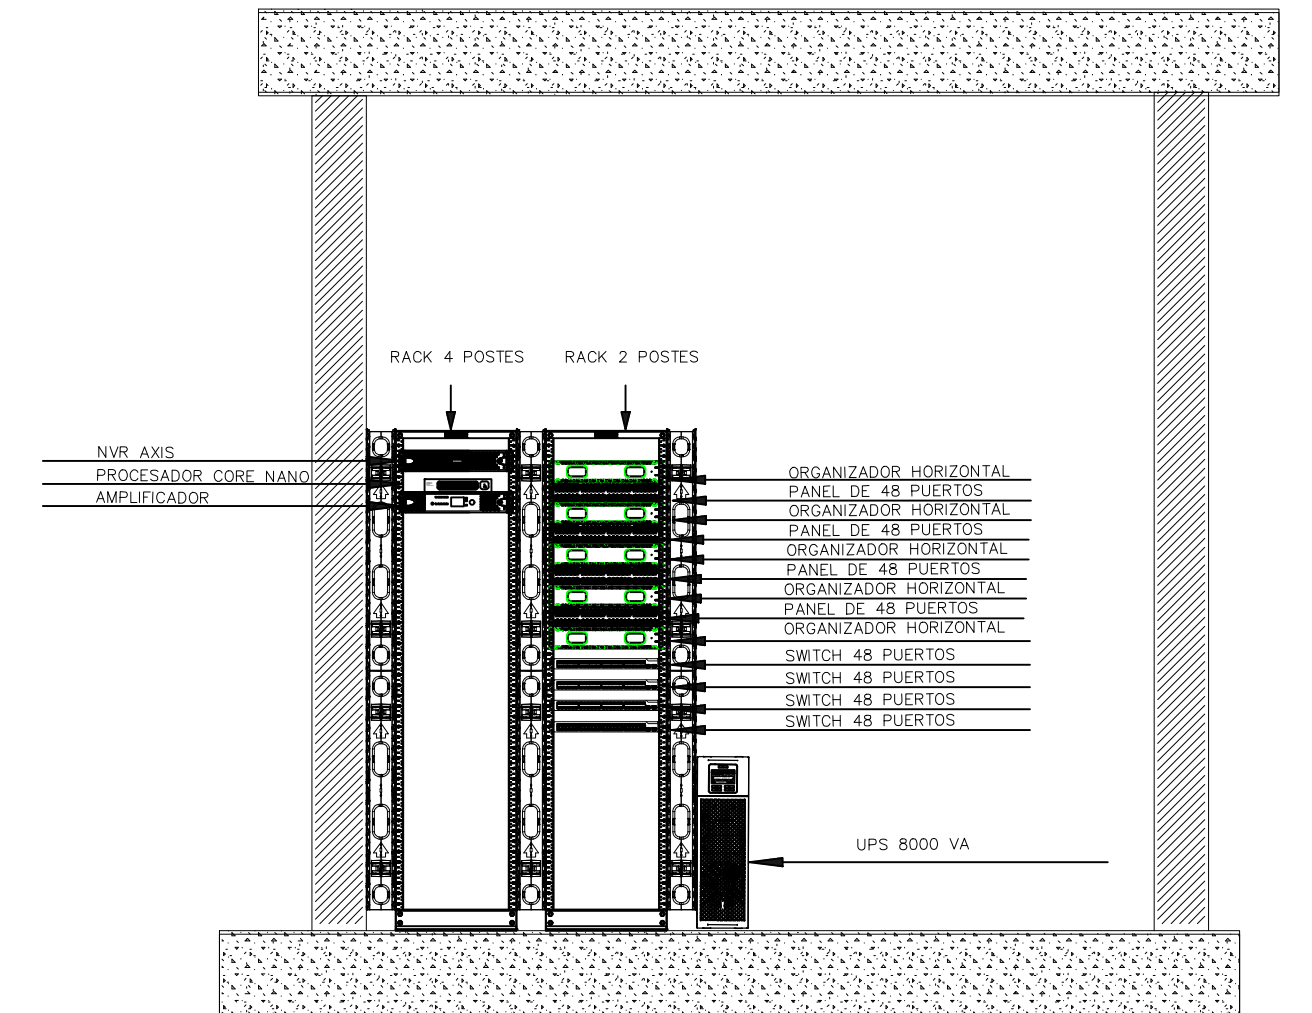 RACK 4 POSTES
RACK 2 POSTES
NVR AXIS
PROCESADOR CORE NANO
AMPLIFICADOR
ORGANIZADOR HORIZONTAL
PANEL DE 48 PUERTOS
ORGANIZADOR HORIZONTAL
PANEL DE 48 PUERTOS
ORGANIZADOR HORIZONTAL
PANEL DE 48 PUERTOS
ORGANIZADOR HORIZONTAL
PANEL DE 48 PUERTOS
ORGANIZADOR HORIZONTAL
SWITCH 48 PUERTOS
SWITCH 48 PUERTOS
SWITCH 48 PUERTOS
SWITCH 48 PUERTOS
UPS 8000 VA